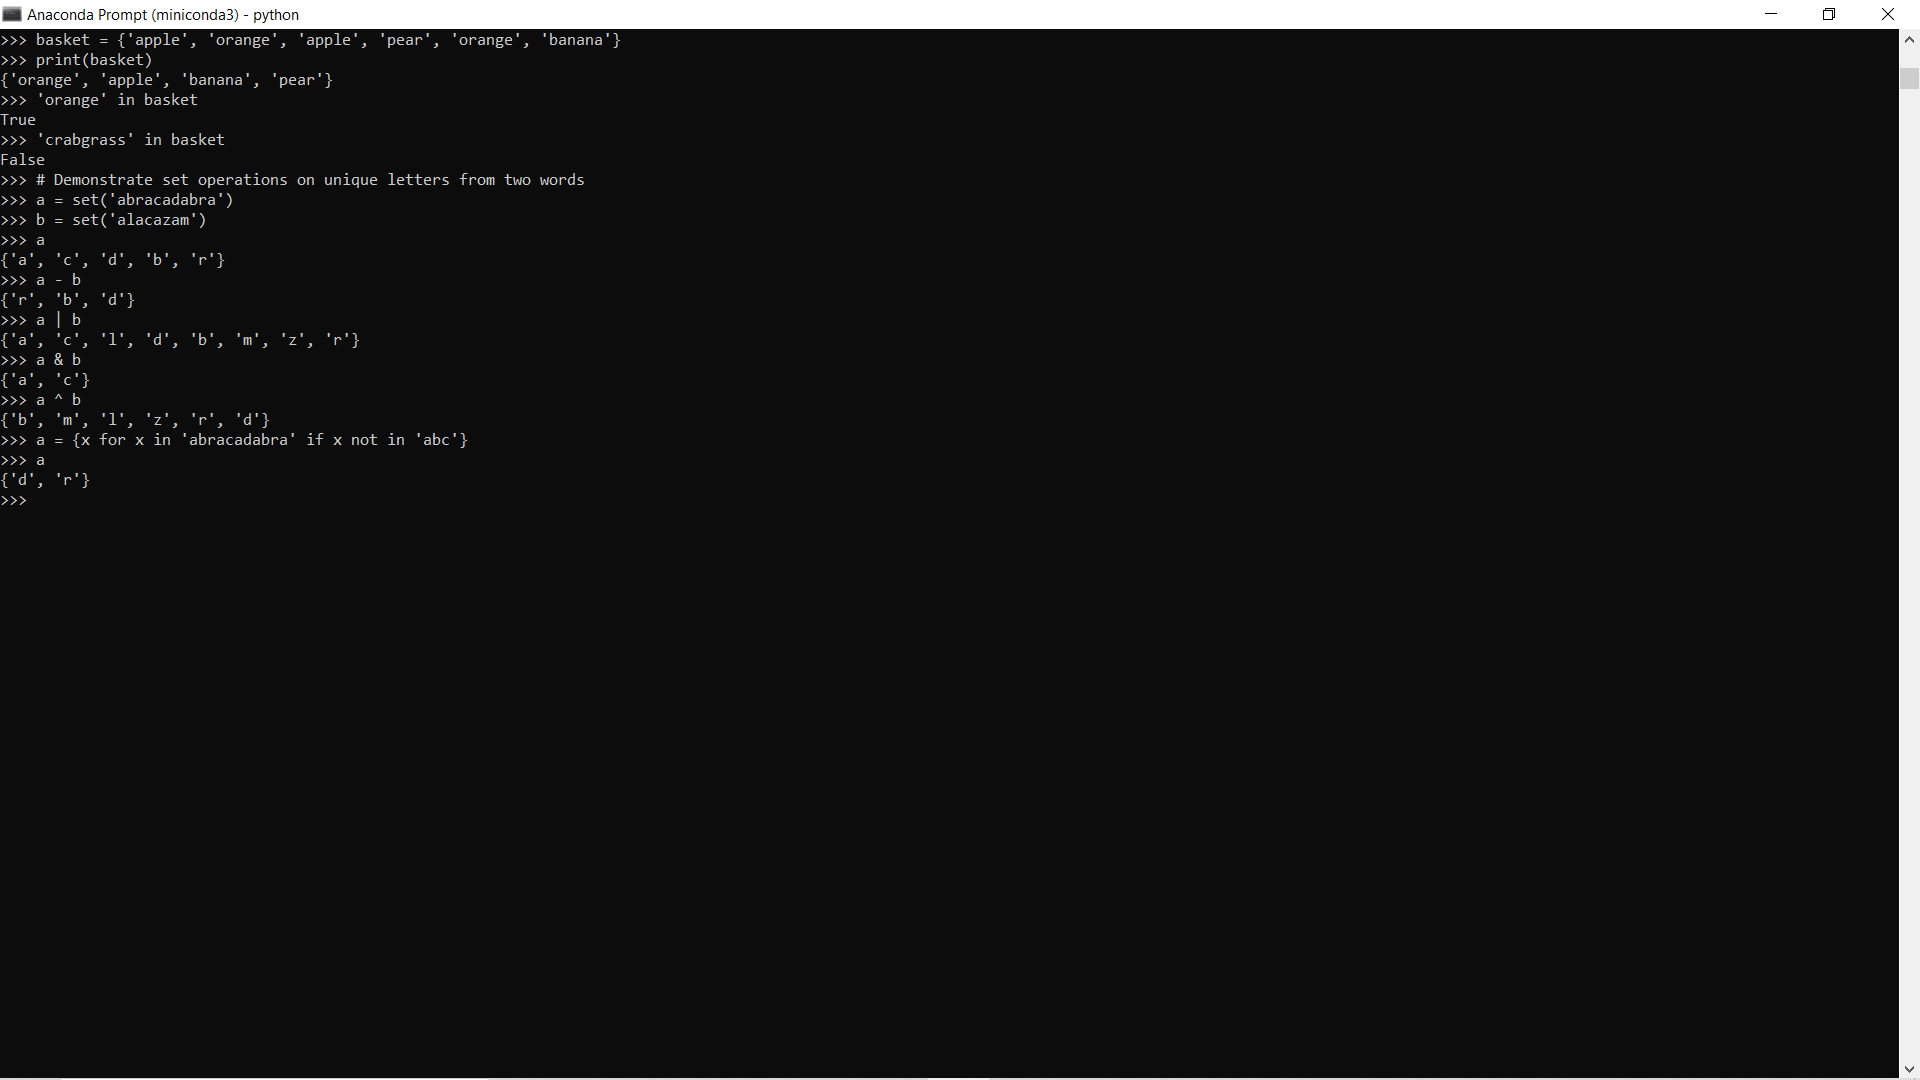 Anaconda Prompt (miniconda3) - python
>>> basket = {'apple', 'orange', 'apple', 'pear', 'orange', 'banana'}
>>> print(basket)
{'orange', 'apple', 'banana', 'pear'}
>>> 'orange' in basket
True
>>> 'crabgrass' in basket
False
>>> # Demonstrate set operations on unique letters from two words
>>> a = set('abracadabra')
>>> b = set('alacazam')
>>> a
{'a', 'c', 'd', 'b', 'r'}
>>> a - b
{'r', 'b', 'd'}
>>> a | b
{'a', 'c', 'l', 'd', 'b', 'm', 'z', 'r'}
>>> a & b
{'a', 'c'}
>>> a ^ b
{'b', 'm', 'l', 'z', 'r', 'd'}
>>> a = {x for x in 'abracadabra' if x not in 'abc'}
>>> a
{'d', 'r'}
>>>